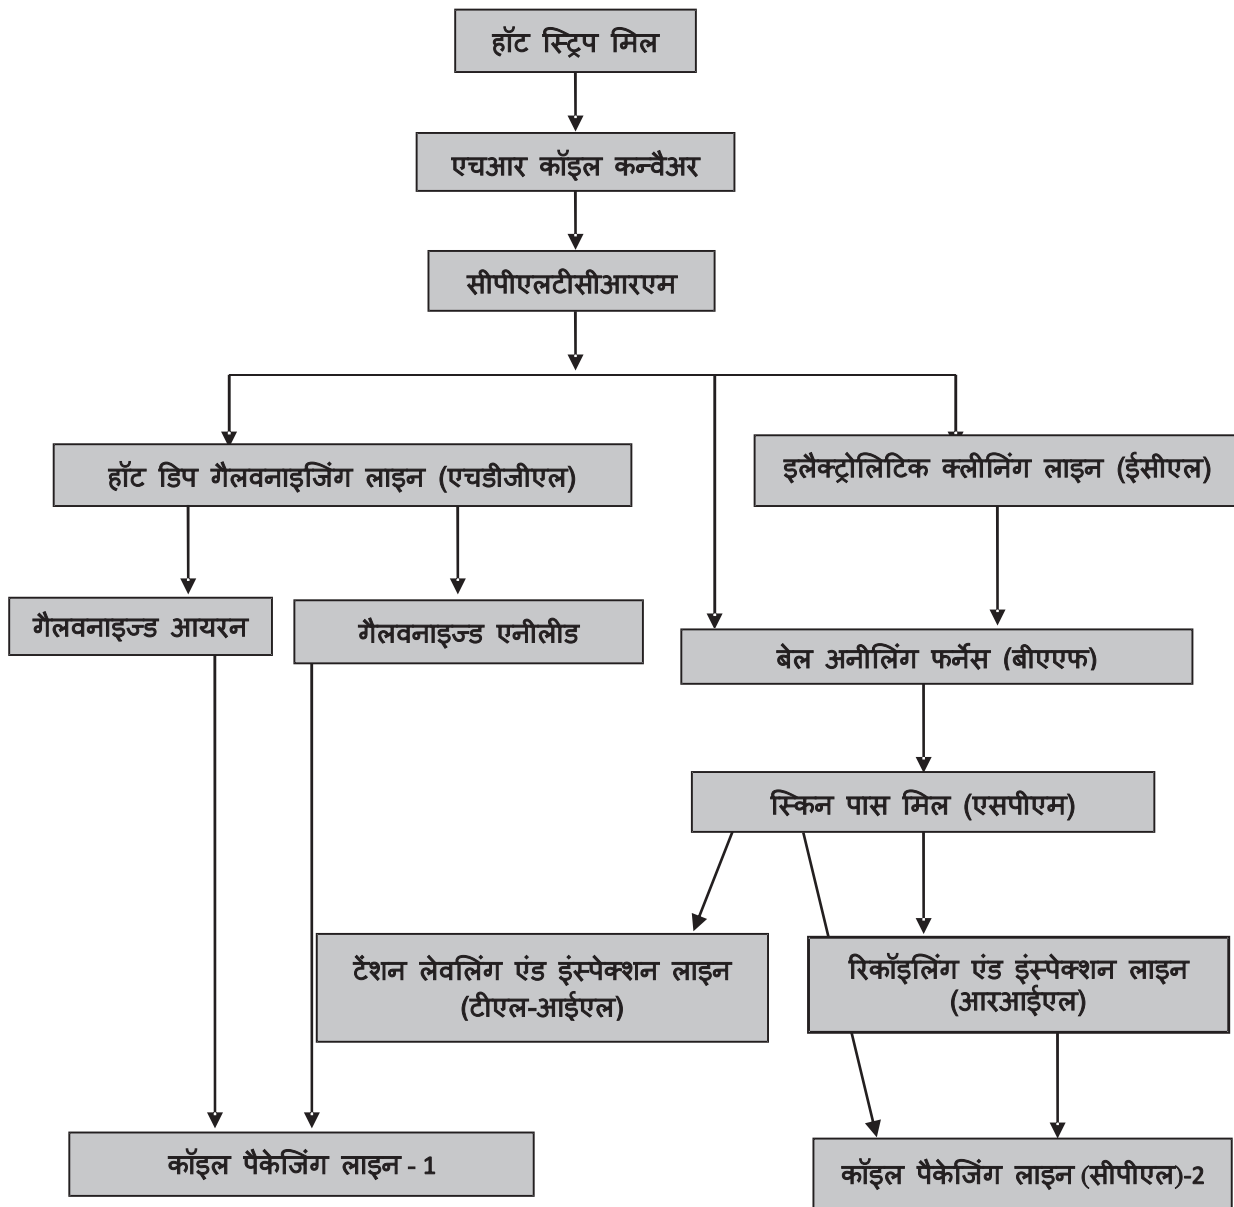 हॉट स्ट्रिप मिल
एचआर कॉइल कन्वैअर
सीपीएलटीसीआरएम
हॉट डिप गैलवनाइजिंग लाइन (एचडीजीएल)
इलैक्ट्रोलिटिक क्लीनिंग लाइन (ईसीएल)
गैलवनाइज्ड आयरन
गैलवनाइज्ड एनीलीड
बेल अनीलिंग फर्नेस (बीएएफ)
स्किन पास मिल (एसपीएम)
टेंशन लेवलिंग एंड इंस्पेक्शन लाइन
(टीएल-आईएल)
रिकॉइलिंग एंड इंस्पेक्शन लाइन
(आरआईएल)
कॉइल पैकेजिंग लाइन - 1
कॉइल पैकेजिंग लाइन (सीपीएल)-2